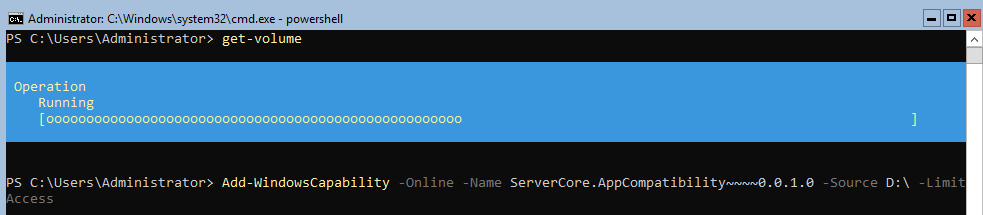 Administrator: C:\Windows\system32\cmd.exe - powershell
PS C:\Users\Administrator> get-volume
Operation
Running
[oooooooooooooooooooooooooooooooooooooooooooooooooooo ]
PS C:\Users\Administrator> Add-WindowsCapability -Online -Name ServerCore.AppCompatibility~~~~0.0.1.0 -Source D:\ -Limit
Access